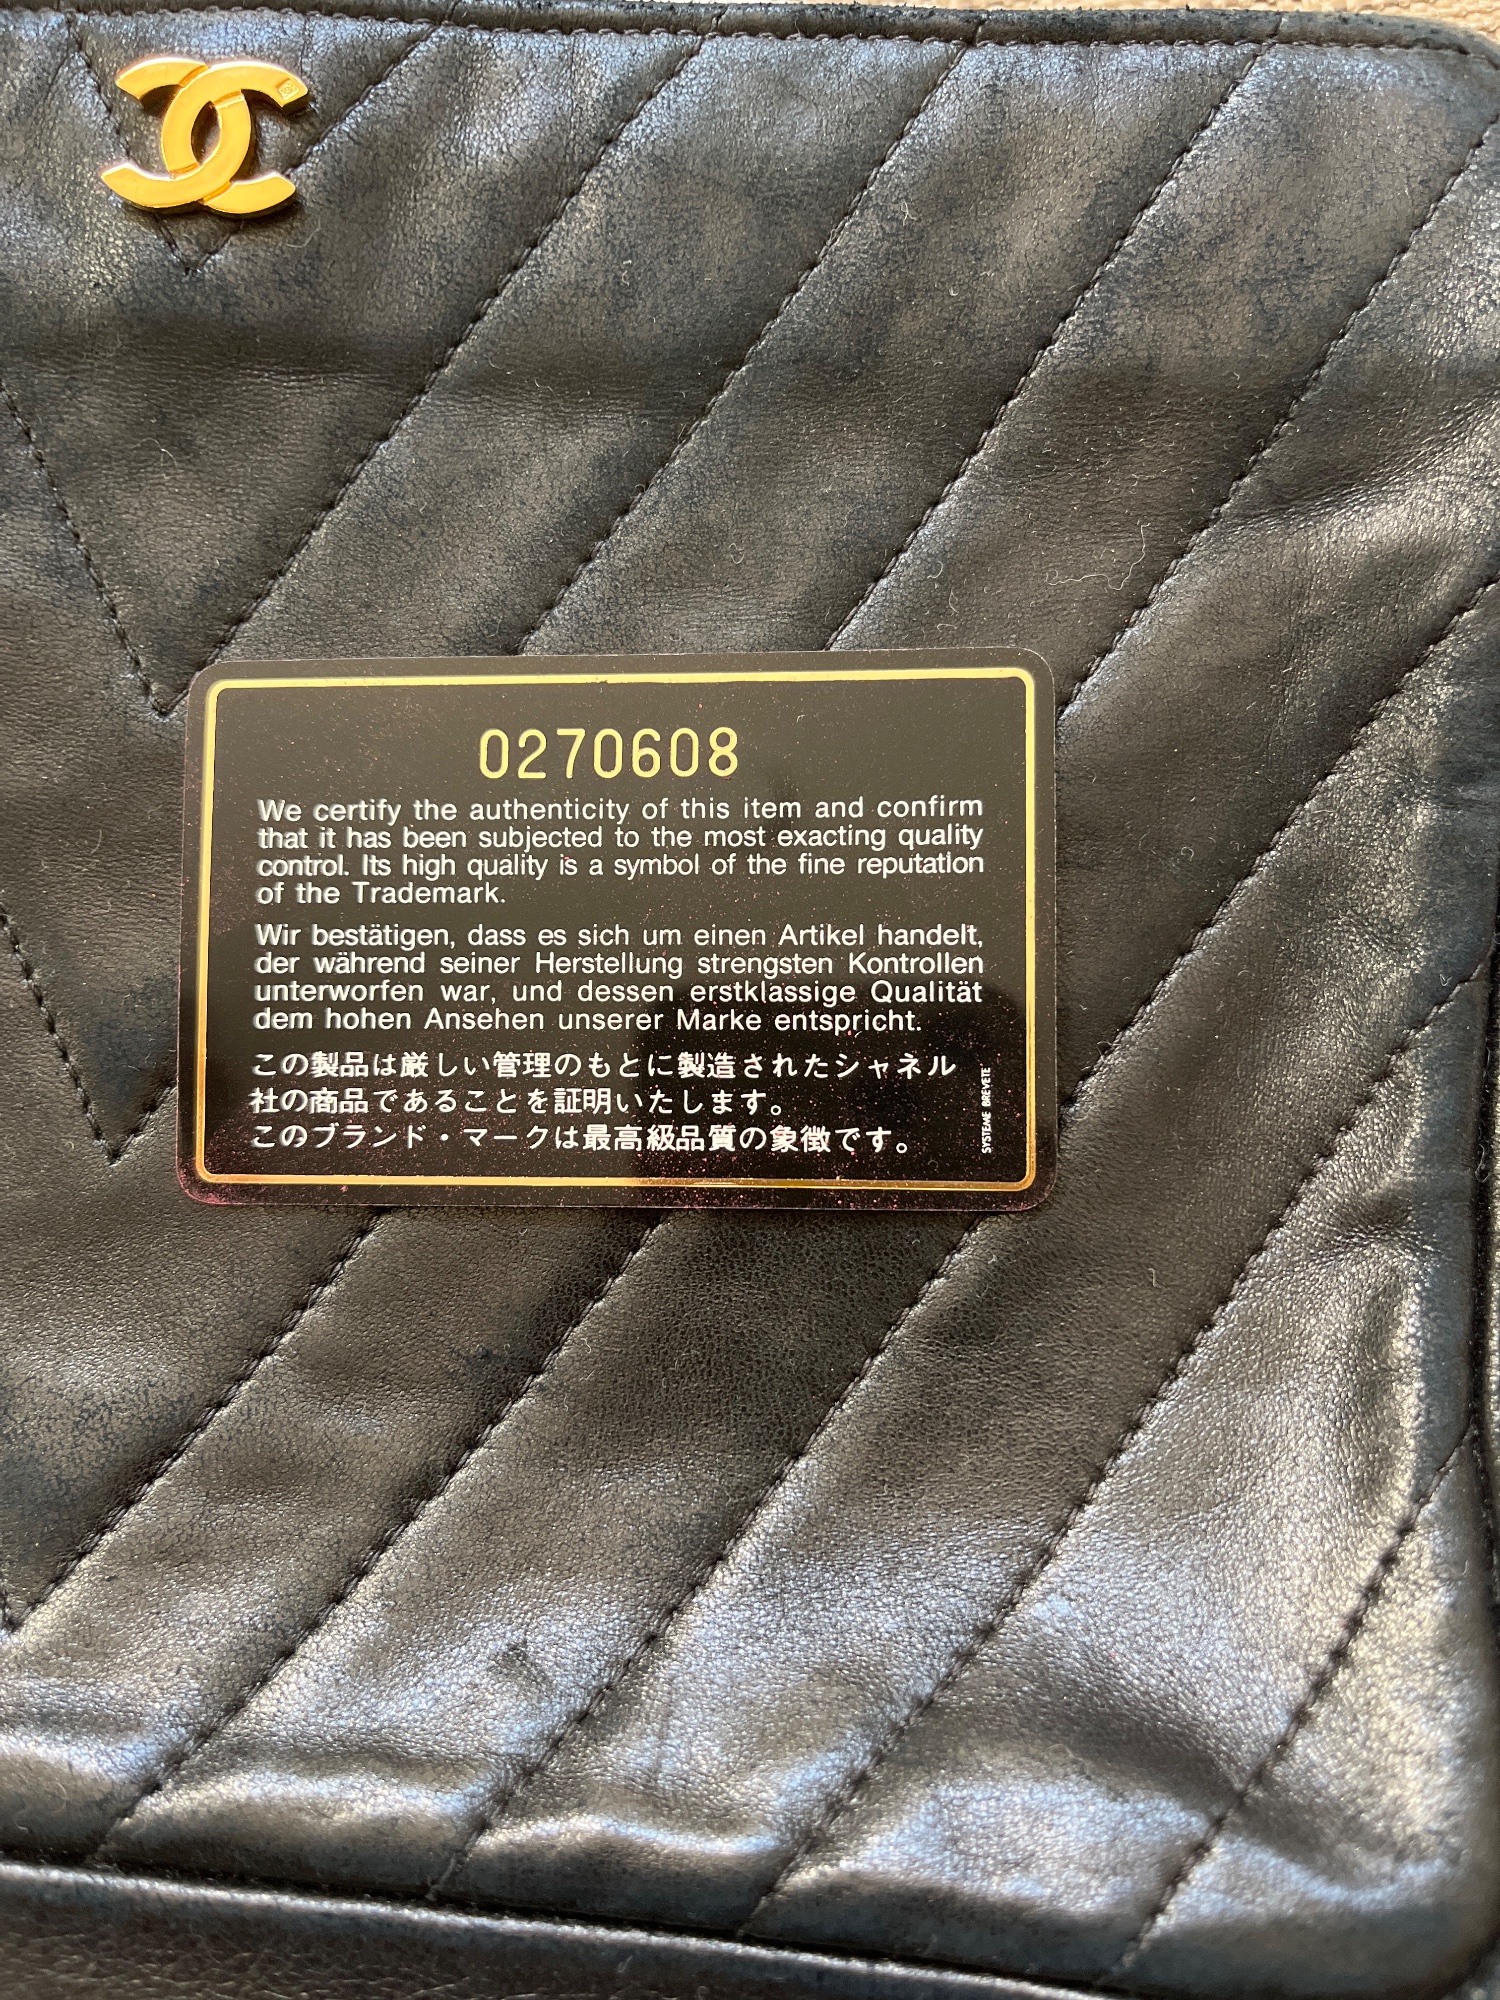 0270608
We certify the authenticity of this item and confirm
that it has been subjected to the most exacting quality
control. Its high quality is a symbol of the fine reputation
of the Trademark.
Wir bestätigen, dass es sich um einen Artikel handelt,
der während seiner Herstellung strengsten Kontrollen
unterworfen war, und dessen erstklassige Qualität
dem hohen Ansehen unserer Marke entspricht.
この製品は厳しい管理のもとに製造されたシャネル
社の商品であることを証明いたします。
このブランド・マークは最高級品質の象徴です。
SYSTEME BREVETE